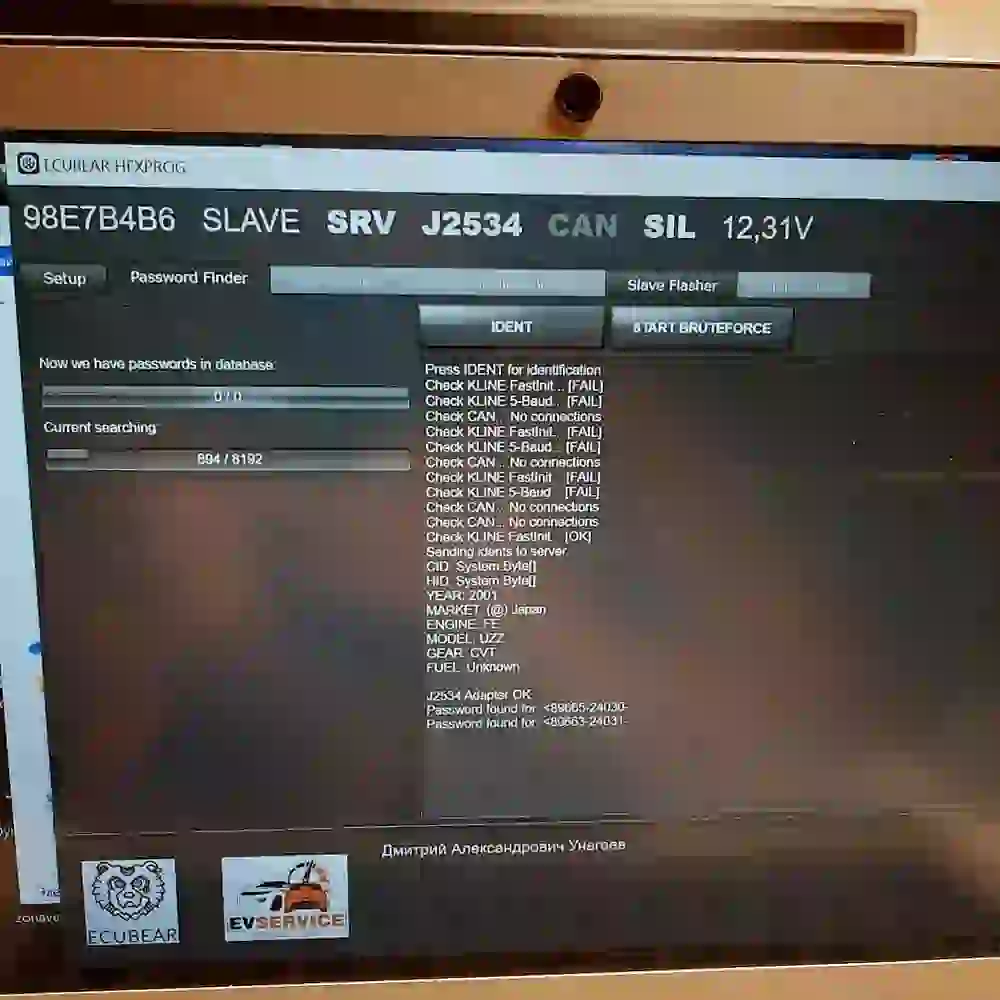 ECUBEAR HEXPROG
98E7B4B6 SLAVE SRV J2534 CAN SIL 12,31V
Setup Password Finder Slave Flasher
IDENT START BRUTEFORCE
Now we have passwords in database:
0 / 0
Current searching:
894 / 8192
Press IDENT for identification
Check KLINE FastInit... [FAIL]
Check KLINE 5-Baud... [FAIL]
Check CAN... No connections
Check KLINE FastInit... [FAIL]
Check KLINE 5-Baud... [FAIL]
Check CAN... No connections
Check KLINE FastInit... [FAIL]
Check KLINE 5-Baud... [FAIL]
Check CAN... No connections
Check CAN... No connections
Check KLINE FastInit... [OK]
Sending idents to server
CID: System.Byte[]
HID: System.Byte[]
YEAR: 2001
MARKET: (@) Japan
ENGINE: FE
MODEL: UZZ
GEAR: CVT
FUEL: Unknown
J2534 Adapter OK
Password found for: <89665-24030-
Password found for: <89663-24031-
Дмитрий Александрович Унагаев
ECUBEAR
EVSERVICE